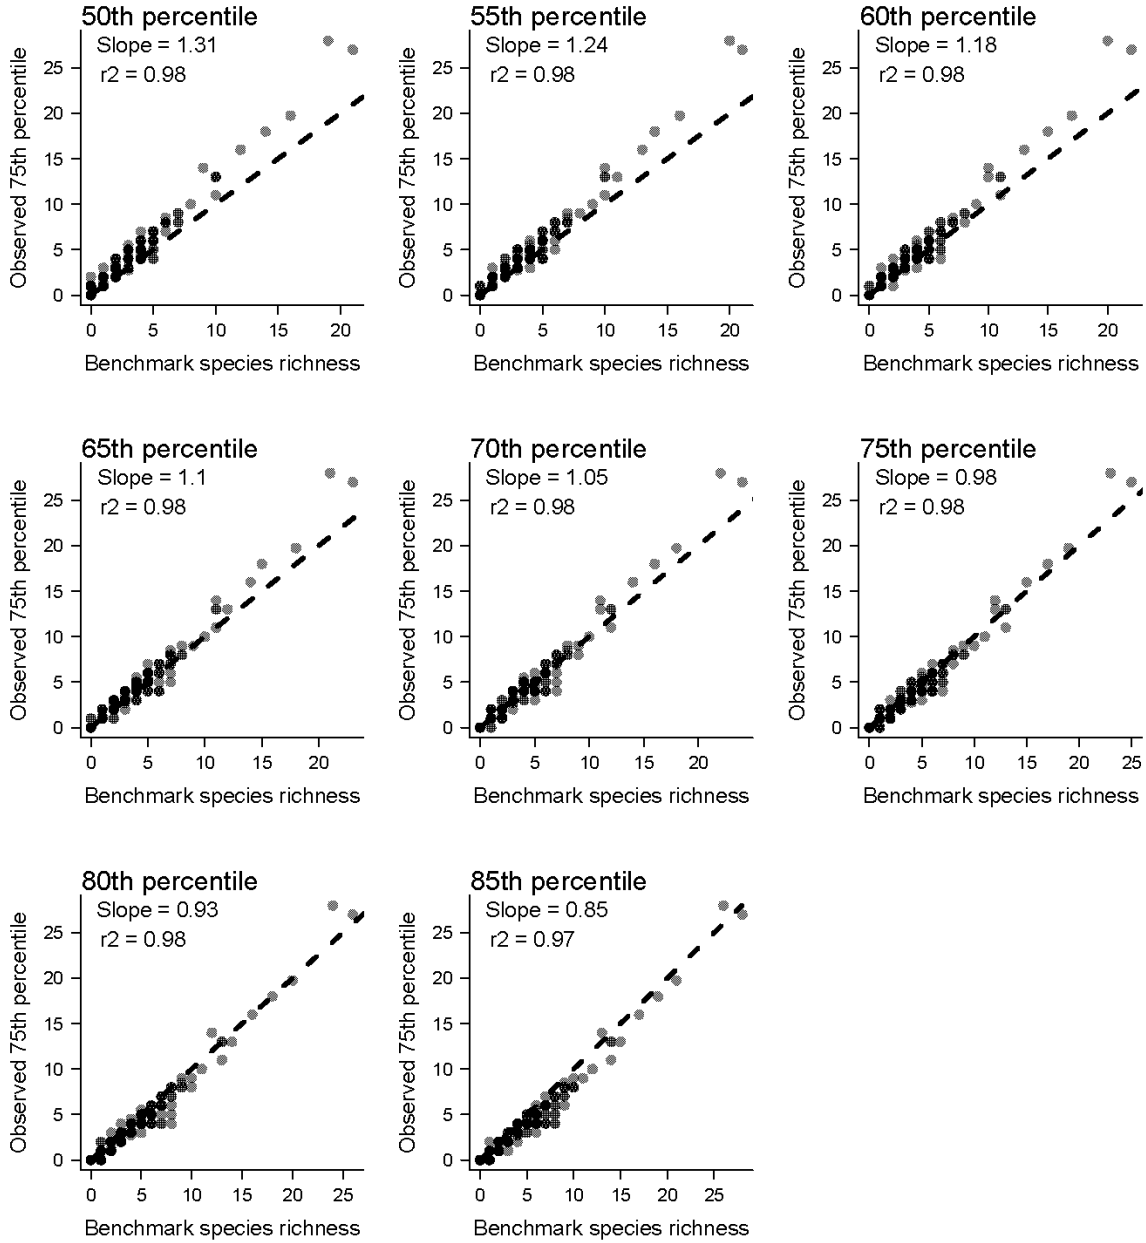 50th percentile
Slope = 1.31
r2 = 0.98
Observed 75th percentile
25
20
15
10
5
0
0 5 10 15 20
Benchmark species richness
55th percentile
Slope = 1.24
r2 = 0.98
Observed 75th percentile
25
20
15
10
5
0
0 5 10 15 20
Benchmark species richness
60th percentile
Slope = 1.18
r2 = 0.98
Observed 75th percentile
25
20
15
10
5
0
0 5 10 15 20
Benchmark species richness
65th percentile
Slope = 1.1
r2 = 0.98
Observed 75th percentile
25
20
15
10
5
0
0 5 10 15 20
Benchmark species richness
70th percentile
Slope = 1.05
r2 = 0.98
Observed 75th percentile
25
20
15
10
5
0
0 5 10 15 20
Benchmark species richness
75th percentile
Slope = 0.98
r2 = 0.98
Observed 75th percentile
25
20
15
10
5
0
0 5 10 15 20 25
Benchmark species richness
80th percentile
Slope = 0.93
r2 = 0.98
Observed 75th percentile
25
20
15
10
5
0
0 5 10 15 20 25
Benchmark species richness
85th percentile
Slope = 0.85
r2 = 0.97
Observed 75th percentile
25
20
15
10
5
0
0 5 10 15 20 25
Benchmark species richness